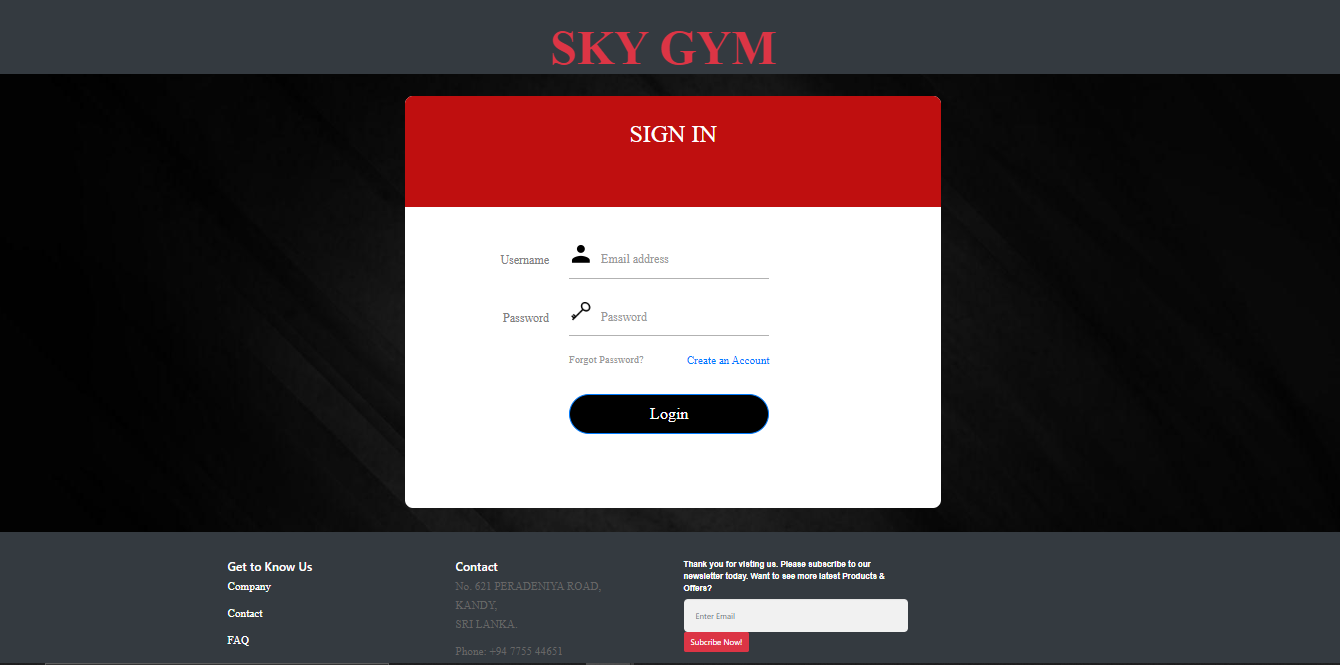 SKY GYM
SIGN IN
Username
Email address
Password
Password
Forgot Password?
Create an Account
Login
Get to Know Us
Company
Contact
FAQ
Contact
No. 621 PERADENIYA ROAD,
KANDY,
SRI LANKA.
Phone: +94 7755 44651
Thank you for visting us. Please subscribe to our
newsletter today. Want to see more latest Products &
Offers?
Enter Email
Subcribe Now!